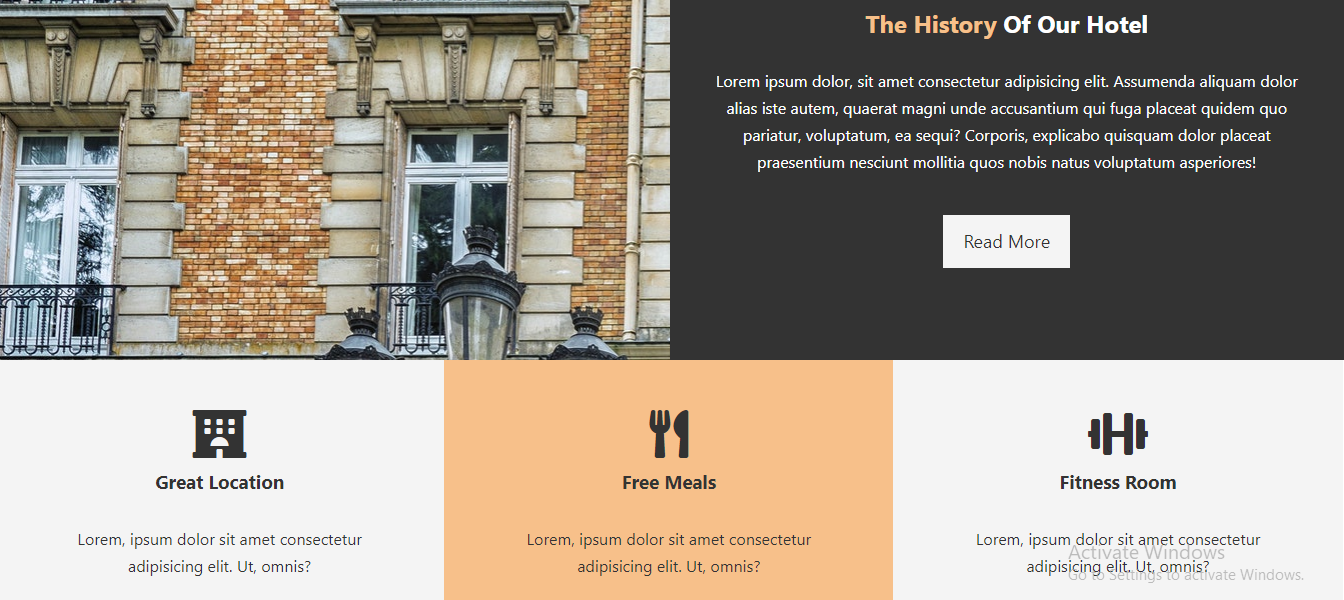 The History Of Our Hotel
Lorem ipsum dolor, sit amet consectetur adipisicing elit. Assumenda aliquam dolor
alias iste autem, quaerat magni unde accusantium qui fuga placeat quidem quo
pariatur, voluptatum, ea sequi? Corporis, explicabo quisquam dolor placeat
praesentium nesciunt mollitia quos nobis natus voluptatum asperiores!
Read More
Great Location
Lorem, ipsum dolor sit amet consectetur
adipisicing elit. Ut, omnis?
Free Meals
Lorem, ipsum dolor sit amet consectetur
adipisicing elit. Ut, omnis?
Fitness Room
Lorem, ipsum dolor sit amet consectetur
adipisicing elit. Ut, omnis?
Activate Windows
Go to Settings to activate Windows.